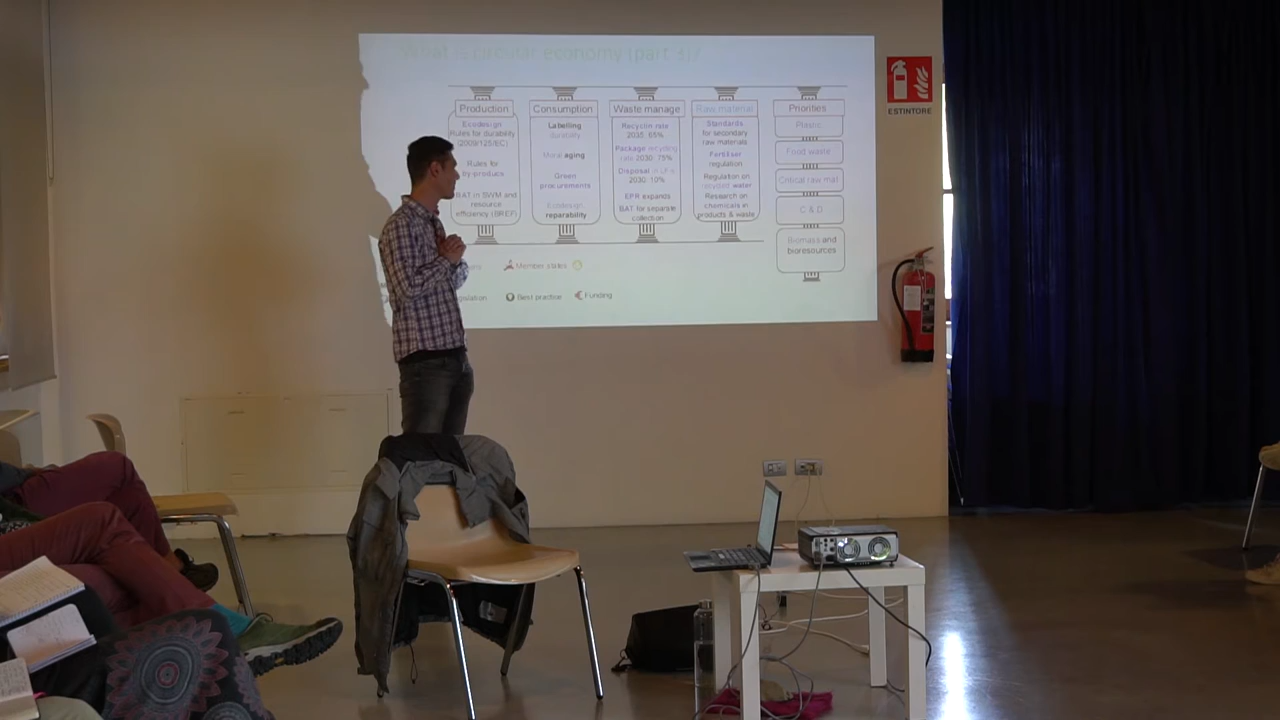 What is circular economy (part 4)?
Production
Ecodesign
Rules for durability
(2009/125/EC)
Rules for
by-products
BAT in SWM and
resource
efficiency (BREF)
Consumption
Labelling
durability
aging
Green
procurements
Ecodesign
reparability
Waste manage
Recyclin rate
2035: 65%
Package recycling
rate 2030: 75%
Disposal in LFs
2030: 10%
EPR expands
BAT for separate
collection
Raw material
Standards
for secondary
raw materials
Fertiliser
regulation
Regulation on
recycled water
Research on
chemicals in
products & waste
Priorities
Plastic
Food waste
Critical raw mat
C & D
Biomass and
bioresources
Member states
Best practise
Funding
ESTINTORE